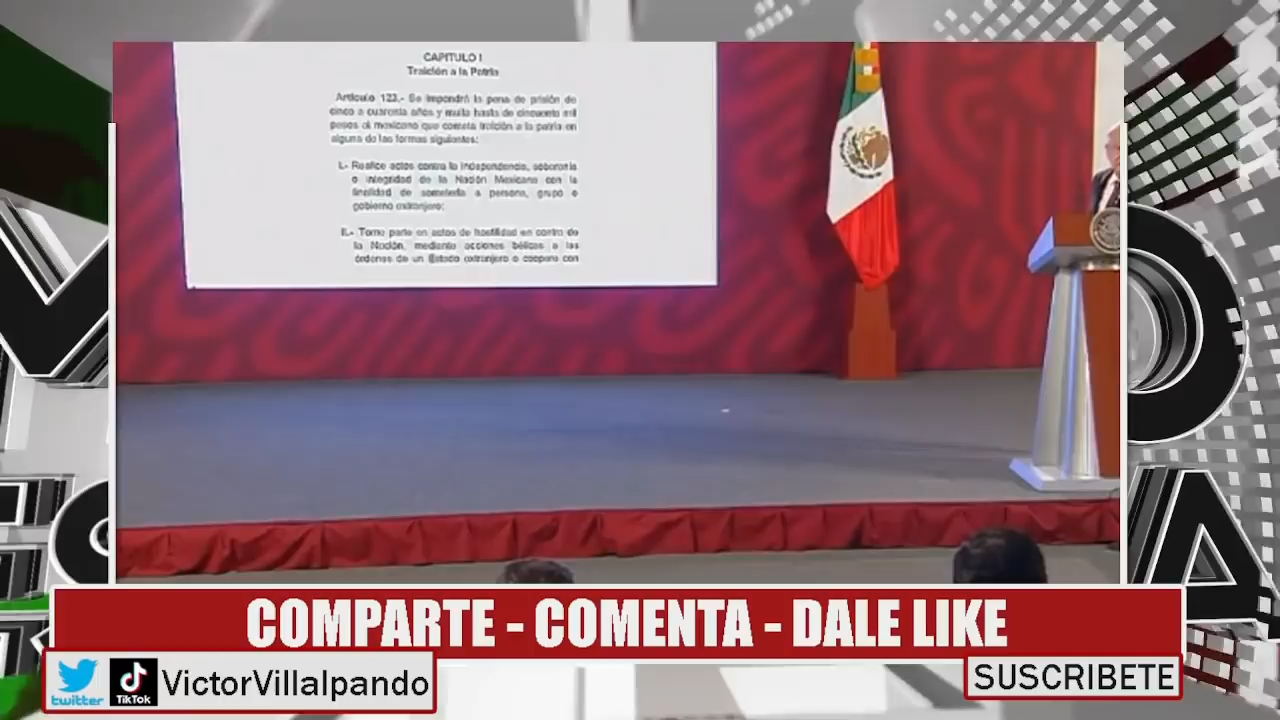 CAPITULO I
Traición a la Patria
Artículo 123.- Se impondrá la pena de prisión de
cinco a cuarenta años y multa hasta de cincuenta mil
pesos al mexicano que cometa traición a la patria en
alguna de las formas siguientes:
I.- Realice actos contra la independencia, soberanía
o integridad de la Nación Mexicana con la
finalidad de someterla a persona, grupo o
gobierno extranjero;
II.- Tome parte en actos de hostilidad en contra de
la Nación, mediante acciones bélicas a las
órdenes de un Estado extranjero o coopere con
COMPARTE - COMENTA - DALE LIKE
twitter
TikTok
VictorVillalpando
SUSCRIBETE